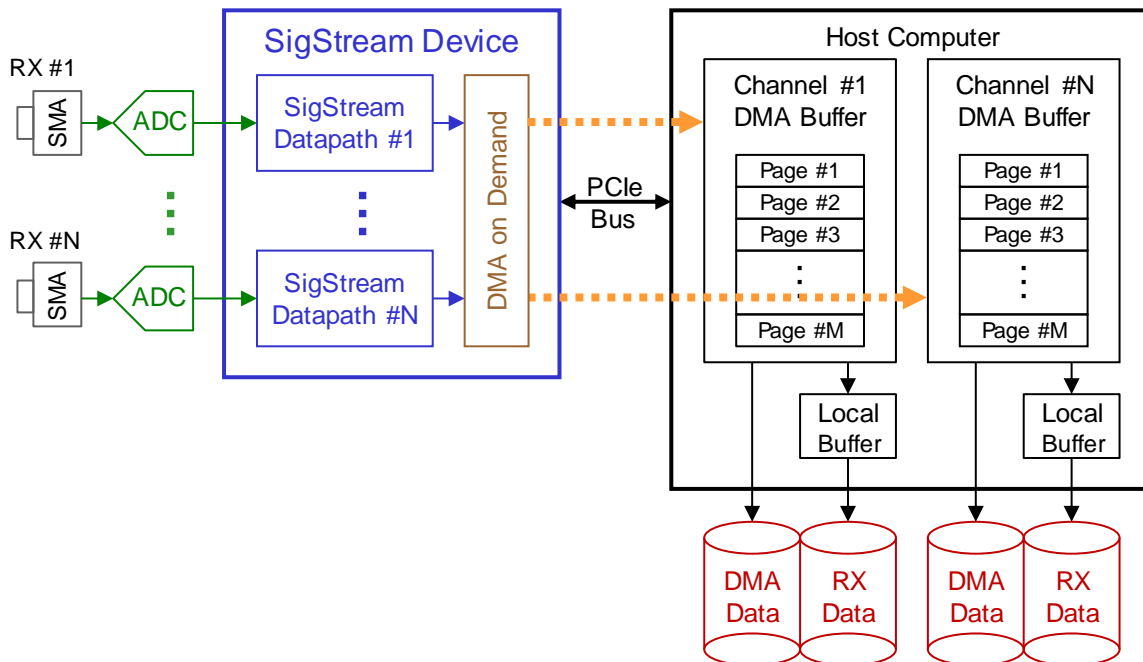 SigStream Device
Host Computer
RX #1
SMA
ADC
SigStream
Datapath #1
DMA on Demand
PCIe
Bus
Channel #1
DMA Buffer
Page #1
Page #2
Page #3
Page #M
Channel #N
DMA Buffer
Page #1
Page #2
Page #3
Page #M
RX #N
SMA
ADC
SigStream
Datapath #N
Local
Buffer
Local
Buffer
DMA
Data
RX
Data
DMA
Data
RX
Data